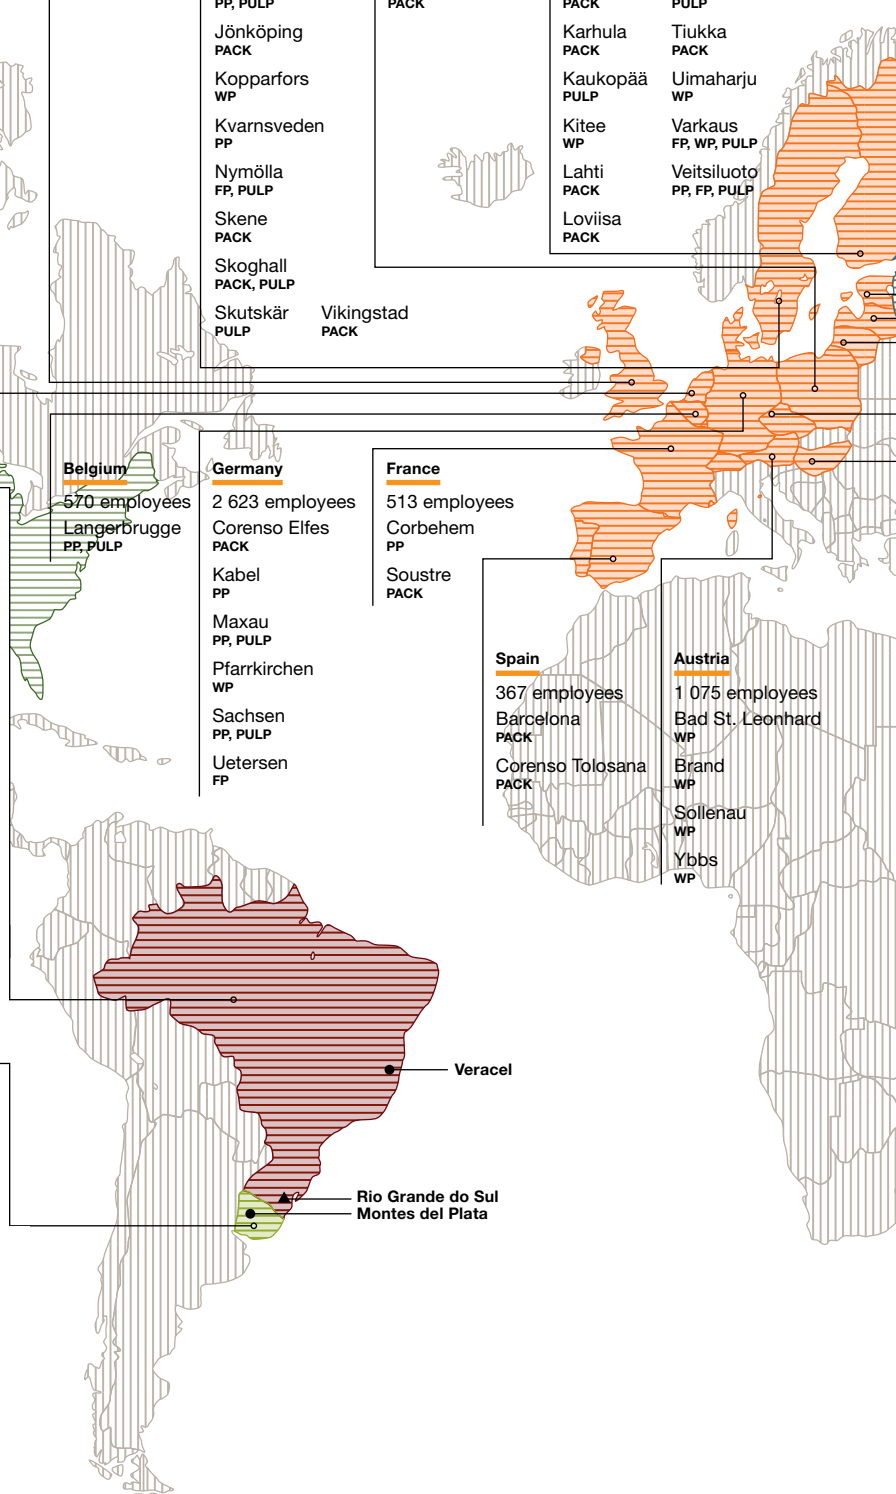 PP, PULP
Jönköping
PACK
Kopparfors
WP
Kvarnsveden
PP
Nymölla
FP, PULP
Skene
PACK
Skoghall
PACK, PULP
Skutskär
PULP
Vikingstad
PACK
PACK
PACK
Karhula
PACK
Kaukopää
PULP
Kitee
WP
Lahti
PACK
Loviisa
PACK
PULP
Tiukka
PACK
Uimaharju
WP
Varkaus
FP, WP, PULP
Veitsiluoto
PP, FP, PULP
Belgium
570 employees
Langerbrugge
PP, PULP
Germany
2 623 employees
Corenso Elfes
PACK
Kabel
PP
Maxau
PP, PULP
Pfarrkirchen
WP
Sachsen
PP, PULP
Uetersen
FP
France
513 employees
Corbehem
PP
Soustre
PACK
Spain
367 employees
Barcelona
PACK
Corenso Tolosana
PACK
Austria
1 075 employees
Bad St. Leonhard
WP
Brand
WP
Sollenau
WP
Ybbs
WP
Veracel
Rio Grande do Sul
Montes del Plata